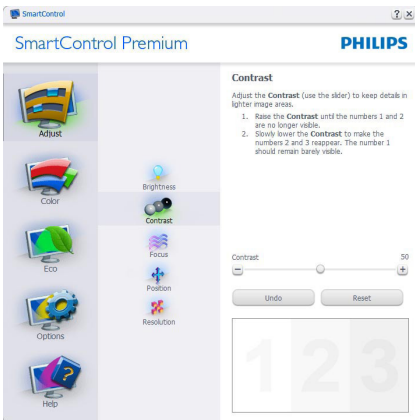 SmartControl
SmartControl Premium
PHILIPS
Adjust
Color
Eco
Options
Help
Brightness
Contrast
Focus
Position
Resolution
Contrast
Adjust the Contrast (use the slider) to keep details in
lighter image areas.
1. Raise the Contrast until the numbers 1 and 2
are no longer visible.
2. Slowly lower the Contrast to make the
numbers 2 and 3 reappear. The number 1
should remain barely visible.
Contrast 50
Undo Reset
1 2 3